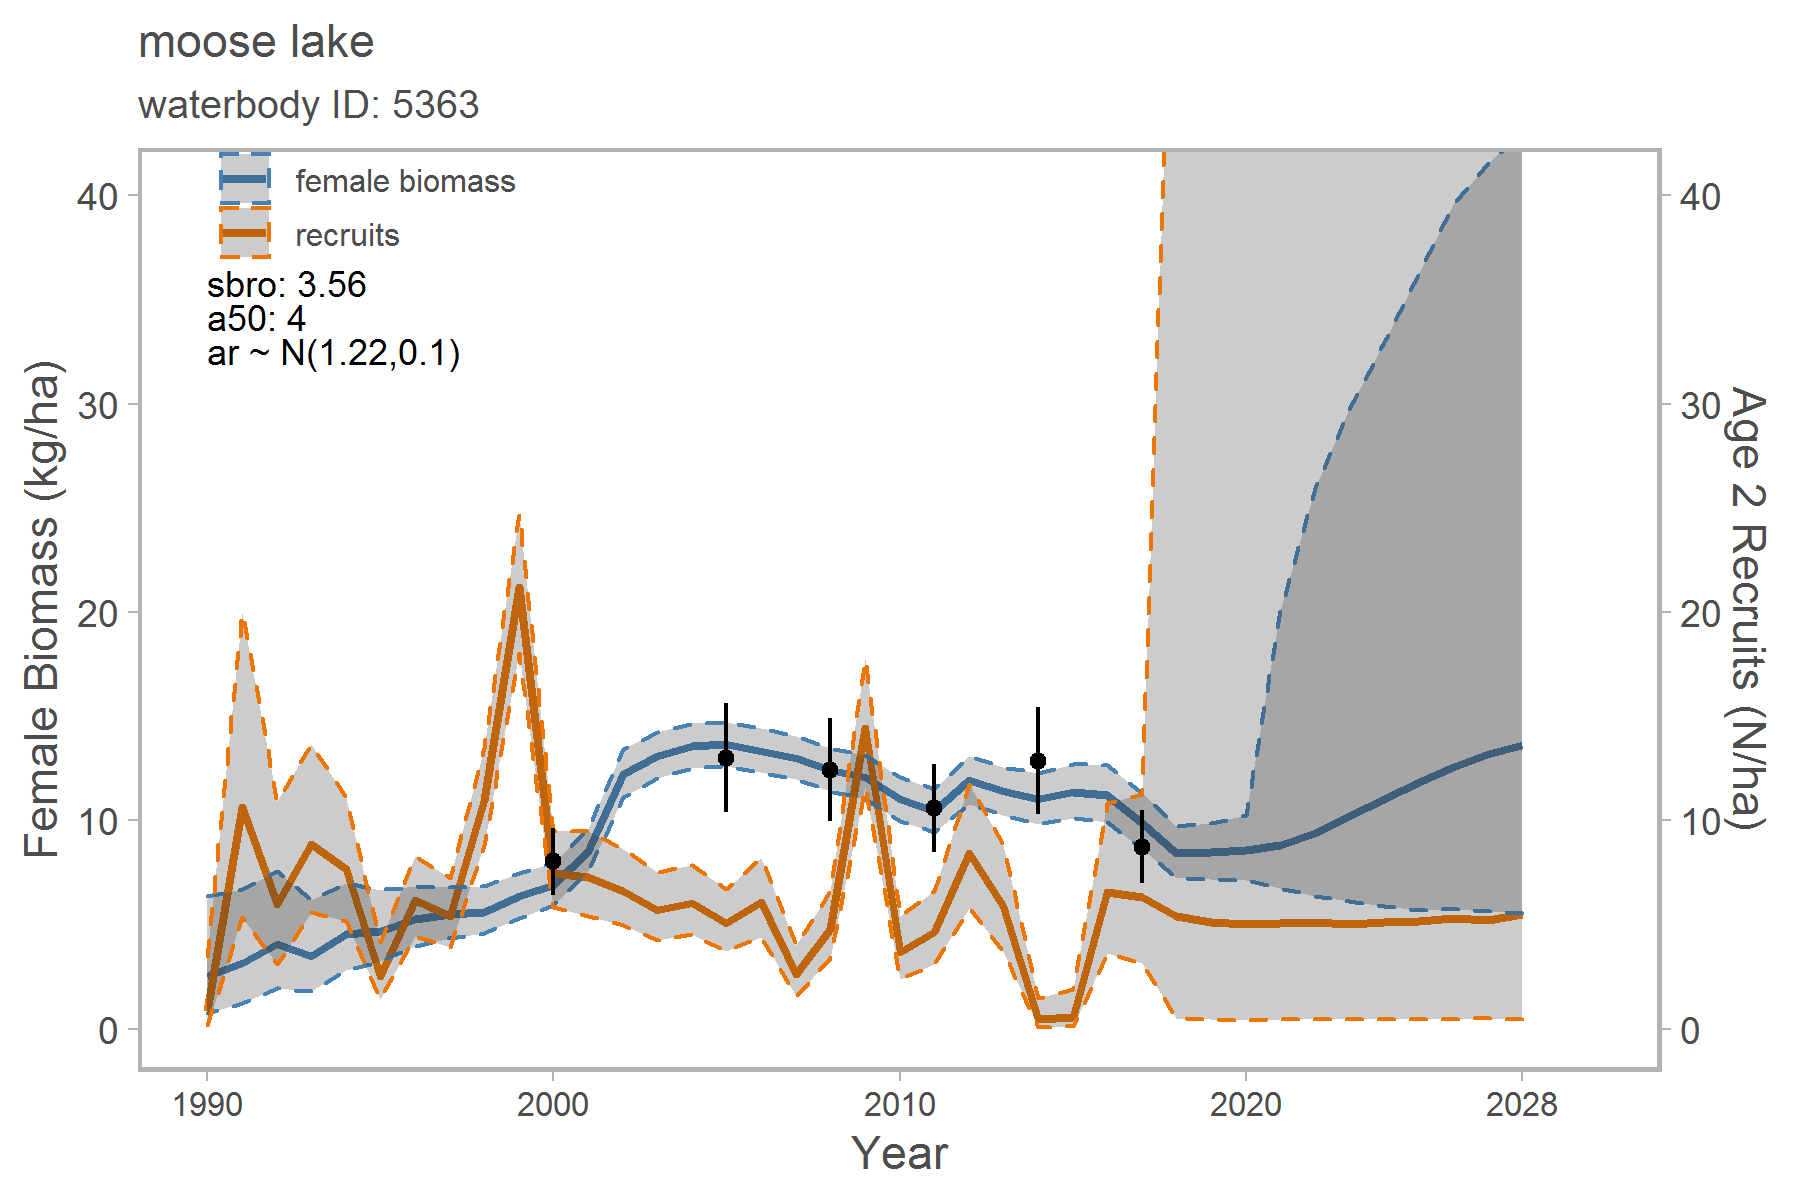 moose lake
waterbody ID: 5363
female biomass
recruits
sbro: 3.56
a50: 4
ar ~ N(1.22,0.1)
Female Biomass (kg/ha)
40
30
20
10
0
40
30
20
10
0
Age 2 Recruits (N/ha)
1990
2000
2010
2020
2028
Year